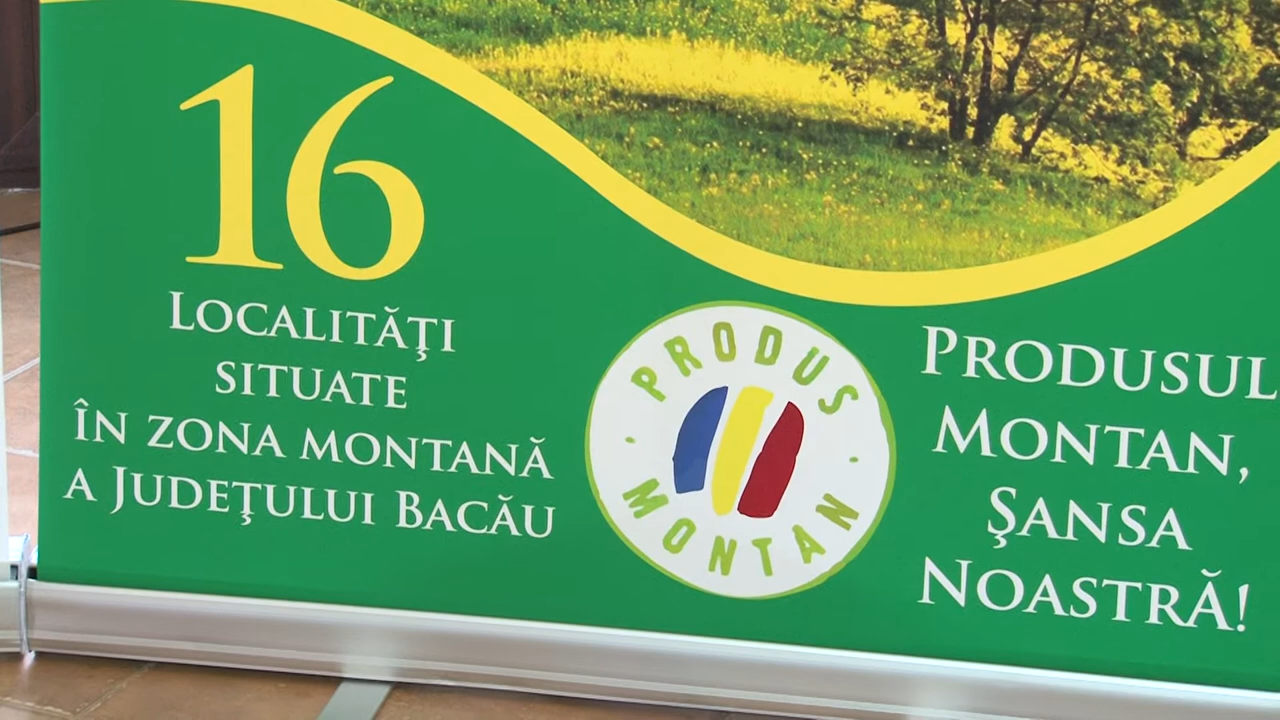 16
LOCALITĂŢI
SITUATE
ÎN ZONA MONTANĂ
A JUDEŢULUI BACĂU
PRODUS
MONTAN
PRODUSUL
MONTAN,
ŞANSA
NOASTRĂ!